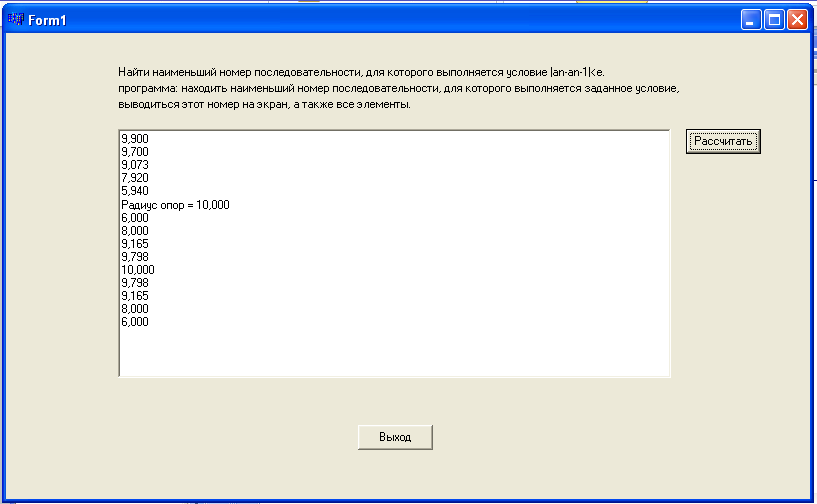 Form1
Найти наименьший номер последовательности, для которого выполняется условие |an-an-1|<e.
программа: находить наименьший номер последовательности, для которого выполняется заданное условие,
выводиться этот номер на экран, а также все элементы.
9,900
9,700
9,073
7,920
5,940
Радиус опор = 10,000
6,000
8,000
9,165
9,798
10,000
9,798
9,165
8,000
6,000
Рассчитать
Выход